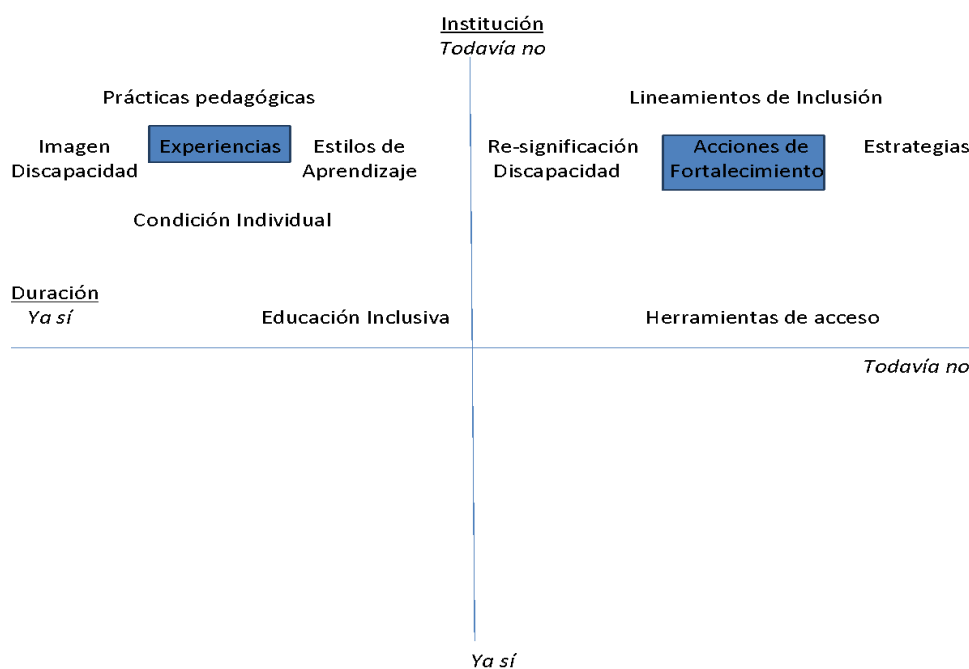 Institución
Todavía no
Prácticas pedagógicas
Lineamientos de Inclusión
Imagen
Discapacidad
Experiencias
Estilos de
Aprendizaje
Re-significación
Discapacidad
Acciones de
Fortalecimiento
Estrategias
Condición Individual
Duración
Ya sí
Educación Inclusiva
Herramientas de acceso
Todavía no
Ya sí